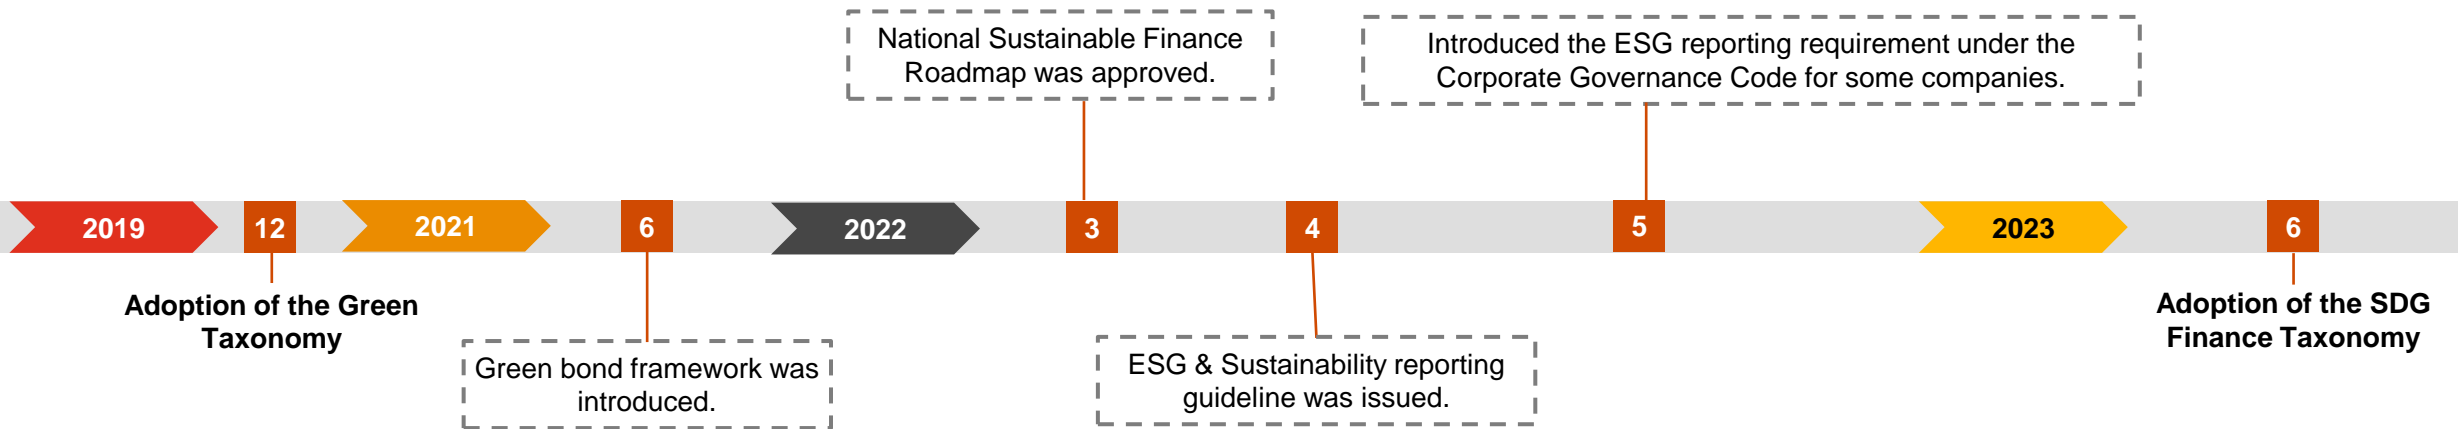 National Sustainable Finance
Roadmap was approved.
Introduced the ESG reporting requirement under the
Corporate Governance Code for some companies.
2019
12
2021
6
2022
3
4
5
2023
6
Adoption of the Green
Taxonomy
Green bond framework was
introduced.
ESG & Sustainability reporting
guideline was issued.
Adoption of the SDG
Finance Taxonomy